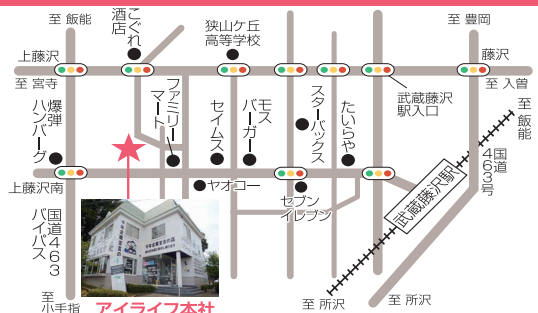 至 飯能
こぐれ
酒店
狭山ケ丘
高等学校
至 豊岡
上藤沢
藤沢
至 宮寺
至 入曽
武蔵藤沢
駅入口
爆弾
ハンバーグ
ファミリー
マート
セイムス
モス
バーガー
スターバックス
たいらや
至
飯能
国道
463号
武蔵藤沢駅
上藤沢南
ヤオコー
セブン
イレブン
国道463
バイパス
至
小手指
アイライフ本社
至 所沢
至 所沢